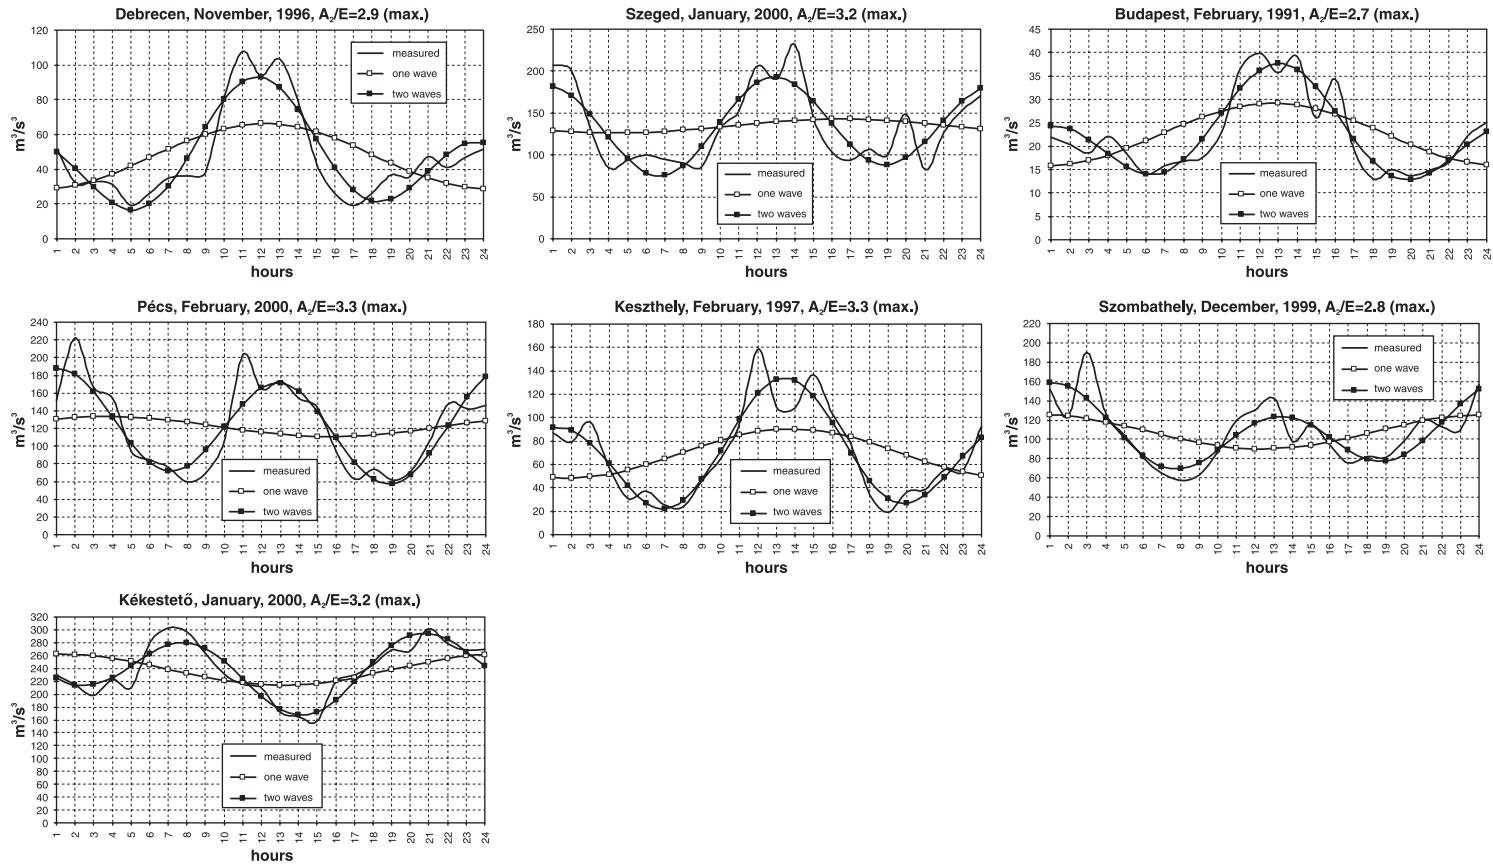 Debrecen, November, 1996, A₂/E=2.9 (max.)
120
100
80
60
40
20
0
m³/s³
measured
one wave
two waves
1 2 3 4 5 6 7 8 9 10 11 12 13 14 15 16 17 18 19 20 21 22 23 24
hours
Szeged, January, 2000, A₂/E=3.2 (max.)
250
200
150
100
50
0
m³/s³
measured
one wave
two waves
1 2 3 4 5 6 7 8 9 10 11 12 13 14 15 16 17 18 19 20 21 22 23 24
hours
Budapest, February, 1991, A₂/E=2.7 (max.)
45
40
35
30
25
20
15
10
5
0
m³/s³
measured
one wave
two waves
1 2 3 4 5 6 7 8 9 10 11 12 13 14 15 16 17 18 19 20 21 22 23 24
hours
Pécs, February, 2000, A₂/E=3.3 (max.)
240
220
200
180
160
140
120
100
80
60
40
20
0
m³/s³
measured
one wave
two waves
1 2 3 4 5 6 7 8 9 10 11 12 13 14 15 16 17 18 19 20 21 22 23 24
hours
Keszthely, February, 1997, A₂/E=3.3 (max.)
180
160
140
120
100
80
60
40
20
0
m³/s³
measured
one wave
two waves
1 2 3 4 5 6 7 8 9 10 11 12 13 14 15 16 17 18 19 20 21 22 23 24
hours
Szombathely, December, 1999, A₂/E=2.8 (max.)
220
200
180
160
140
120
100
80
60
40
20
0
m³/s³
measured
one wave
two waves
1 2 3 4 5 6 7 8 9 10 11 12 13 14 15 16 17 18 19 20 21 22 23 24
hours
Kékestető, January, 2000, A₂/E=3.2 (max.)
320
300
280
260
240
220
200
180
160
140
120
100
80
60
40
20
0
m³/s³
measured
one wave
two waves
1 2 3 4 5 6 7 8 9 10 11 12 13 14 15 16 17 18 19 20 21 22 23 24
hours